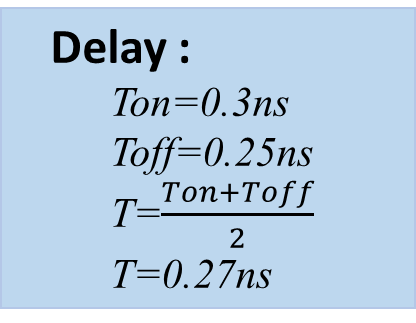 Delay :
Ton=0.3ns
Toff=0.25ns
T=Ton+Toff/2
T=0.27ns